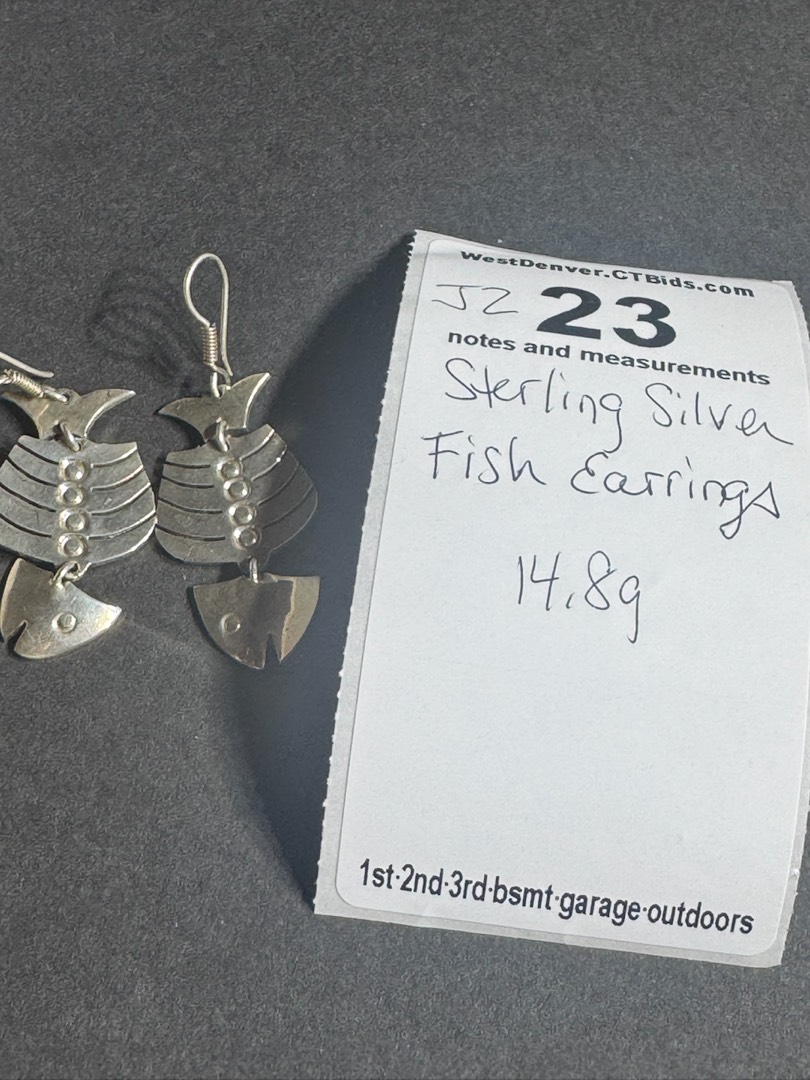 WestDenver.CTBids.com
JZ 23
notes and measurements
Sterling Silver
Fish Earrings
14.8g
1st·2nd·3rd·bsmt·garage·outdoors